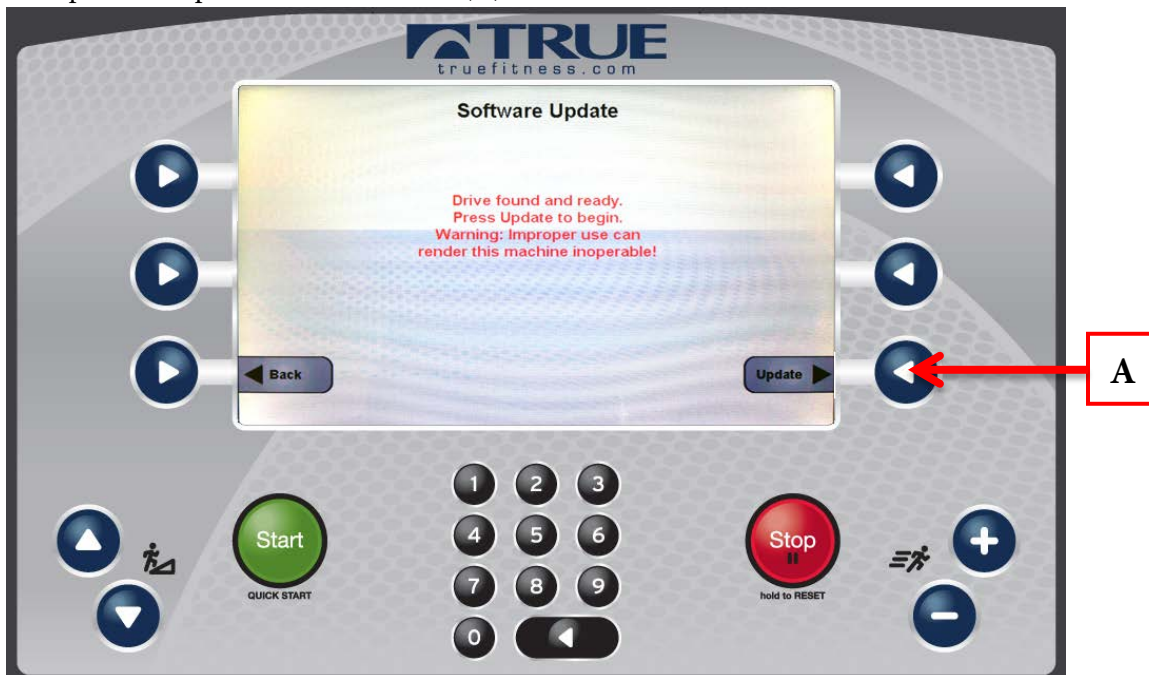 TRUE
truefitness.com
Software Update
Drive found and ready.
Press Update to begin.
Warning: Improper use can
render this machine inoperable!
Back
Update
A
1 2 3
4 5 6
7 8 9
0
Start
QUICK START
Stop
hold to RESET